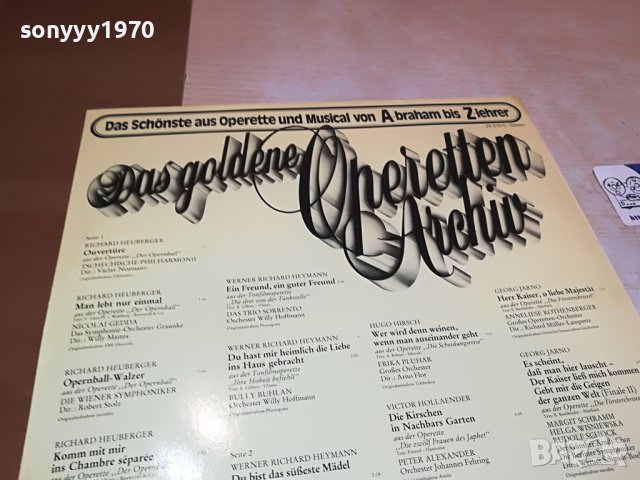 sonyyy1970
Das Schönste aus Operette und Musical von A-braham bis Z-iehrer
Das goldene
Operetten
Archiv
Seite 1
RICHARD HEUBERGER
Ouvertüre
aus der Operette „Der Opernball"
TSCHECHISCHE PHILHARMONIE
Dir.: Václav Neumann
RICHARD HEUBERGER
Man lebt nur einmal
aus der Operette „Der Opernball"
NICOLAI GEDDA
Das Symphonie-Orchester Graunke
Dir.: Willy Mattes
RICHARD HEUBERGER
Opernball-Walzer
aus der Operette „Der Opernball"
DIE WIENER SYMPHONIKER
Dir.: Robert Stolz
RICHARD HEUBERGER
Komm mit mir
ins Chambre séparée
aus der Operette „Der Opernball"
WERNER RICHARD HEYMANN
Ein Freund, ein guter Freund
aus der Tonfilmoperette
„Die drei von der Tankstelle"
DAS TRIO SORRENTO
Orchester Willy Hoffmann
WERNER RICHARD HEYMANN
Du hast mir heimlich die Liebe
ins Haus gebracht
aus der Tonfilmoperette
„Ihre Hoheit befiehlt"
BULLY BUHLAN
Orchester Willy Hoffmann
Seite 2
WERNER RICHARD HEYMANN
Du bist das süßeste Mädel
HUGO HIRSCH
Wer wird denn weinen,
wenn man auseinander geht
aus der Operette „Die Scheidungsreise"
ERIKA PLUHAR
Großes Orchester
Dir.: Arno Flor
VICTOR HOLLAENDER
Die Kirschen
in Nachbars Garten
aus der Operette
„Die zwölf Frauen des Japhet"
PETER ALEXANDER
Orchester Johannes Fehring
GEORG JARNO
Herr Kaiser, o liebe Majestät
aus der Operette „Die Försterchristl"
ANNELIESE ROTHENBERGER
Großes Operetten-Orchester
Dir.: Richard Müller-Lampertz
GEORG JARNO
Es scheint,
daß man hier lauscht –
Der Kaiser ließ mich kommen
Gebt mir die Geigen
der ganzen Welt (Finale II)
aus der Operette „Die Försterchristl"
MARGIT SCHRAMM
HELGA WISNIEWSKA
RUDOLF SCHOCK